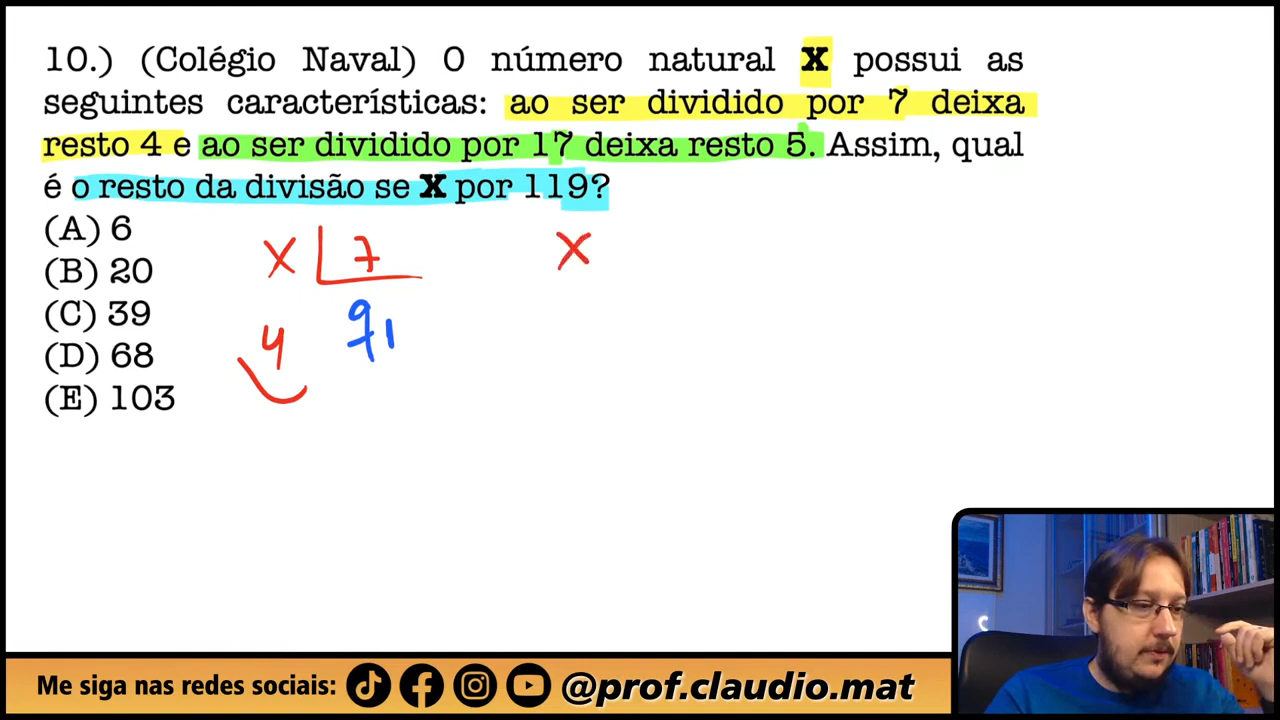 10.) (Colégio Naval) O número natural X possui as
seguintes características: ao ser dividido por 7 deixa
resto 4 e ao ser dividido por 17 deixa resto 5. Assim, qual
é o resto da divisão se X por 119?
(A) 6
(B) 20
(C) 39
(D) 68
(E) 103
X 7
X
4 q1
Me siga nas redes sociais: @prof.claudio.mat